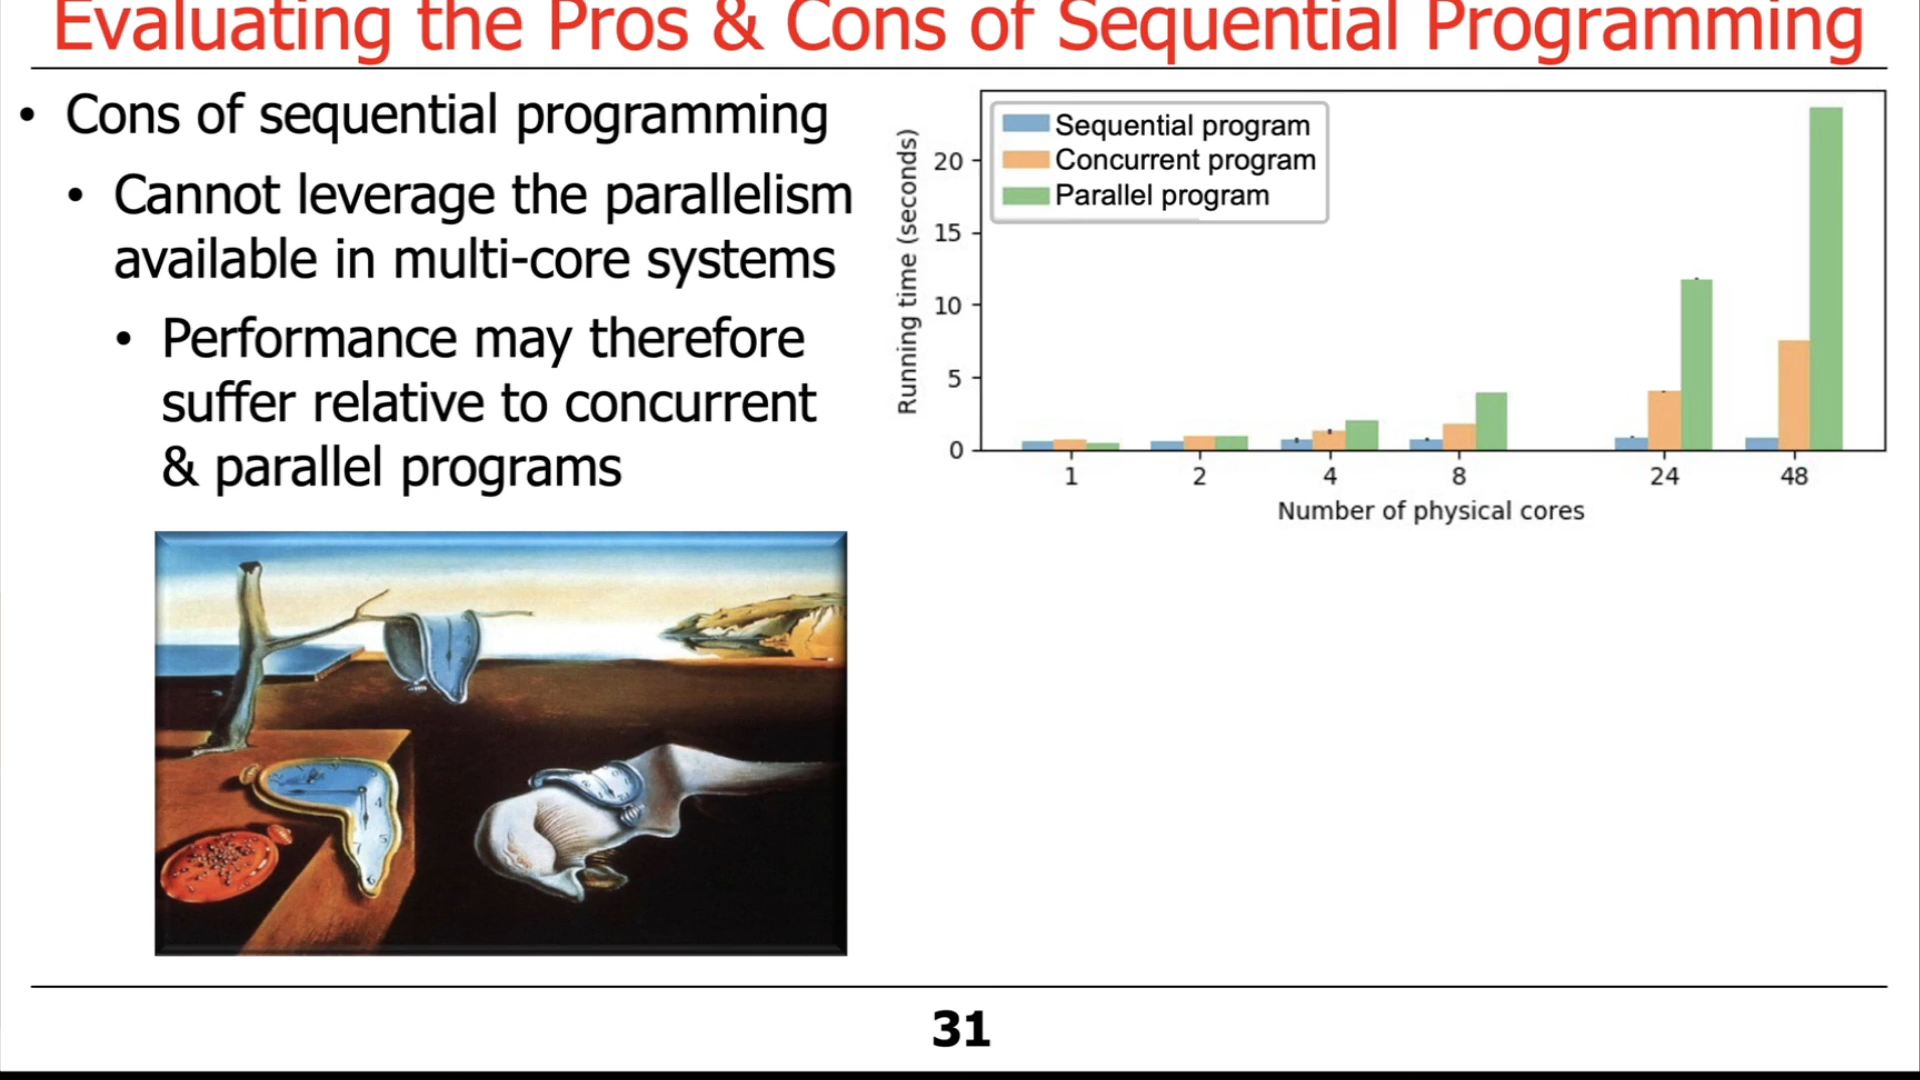 Evaluating the Pros & Cons of Sequential Programming
• Cons of sequential programming
• Cannot leverage the parallelism
available in multi-core systems
• Performance may therefore
suffer relative to concurrent
& parallel programs
Sequential program
Concurrent program
Parallel program
Running time (seconds)
20
15
10
5
0
1 2 4 8 24 48
Number of physical cores
31